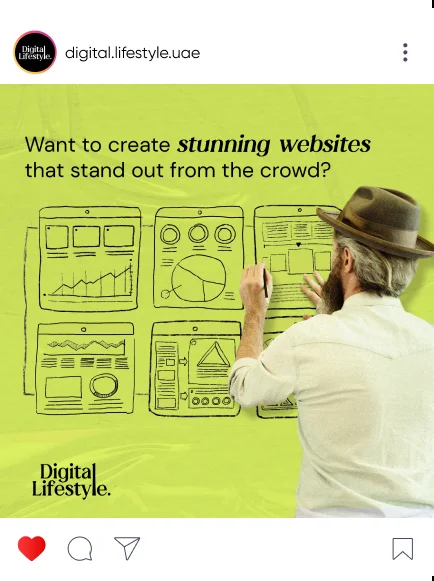 Digital
Lifestyle.
digital.lifestyle.uae
Want to create stunning websites
that stand out from the crowd?
Digital
Lifestyle.